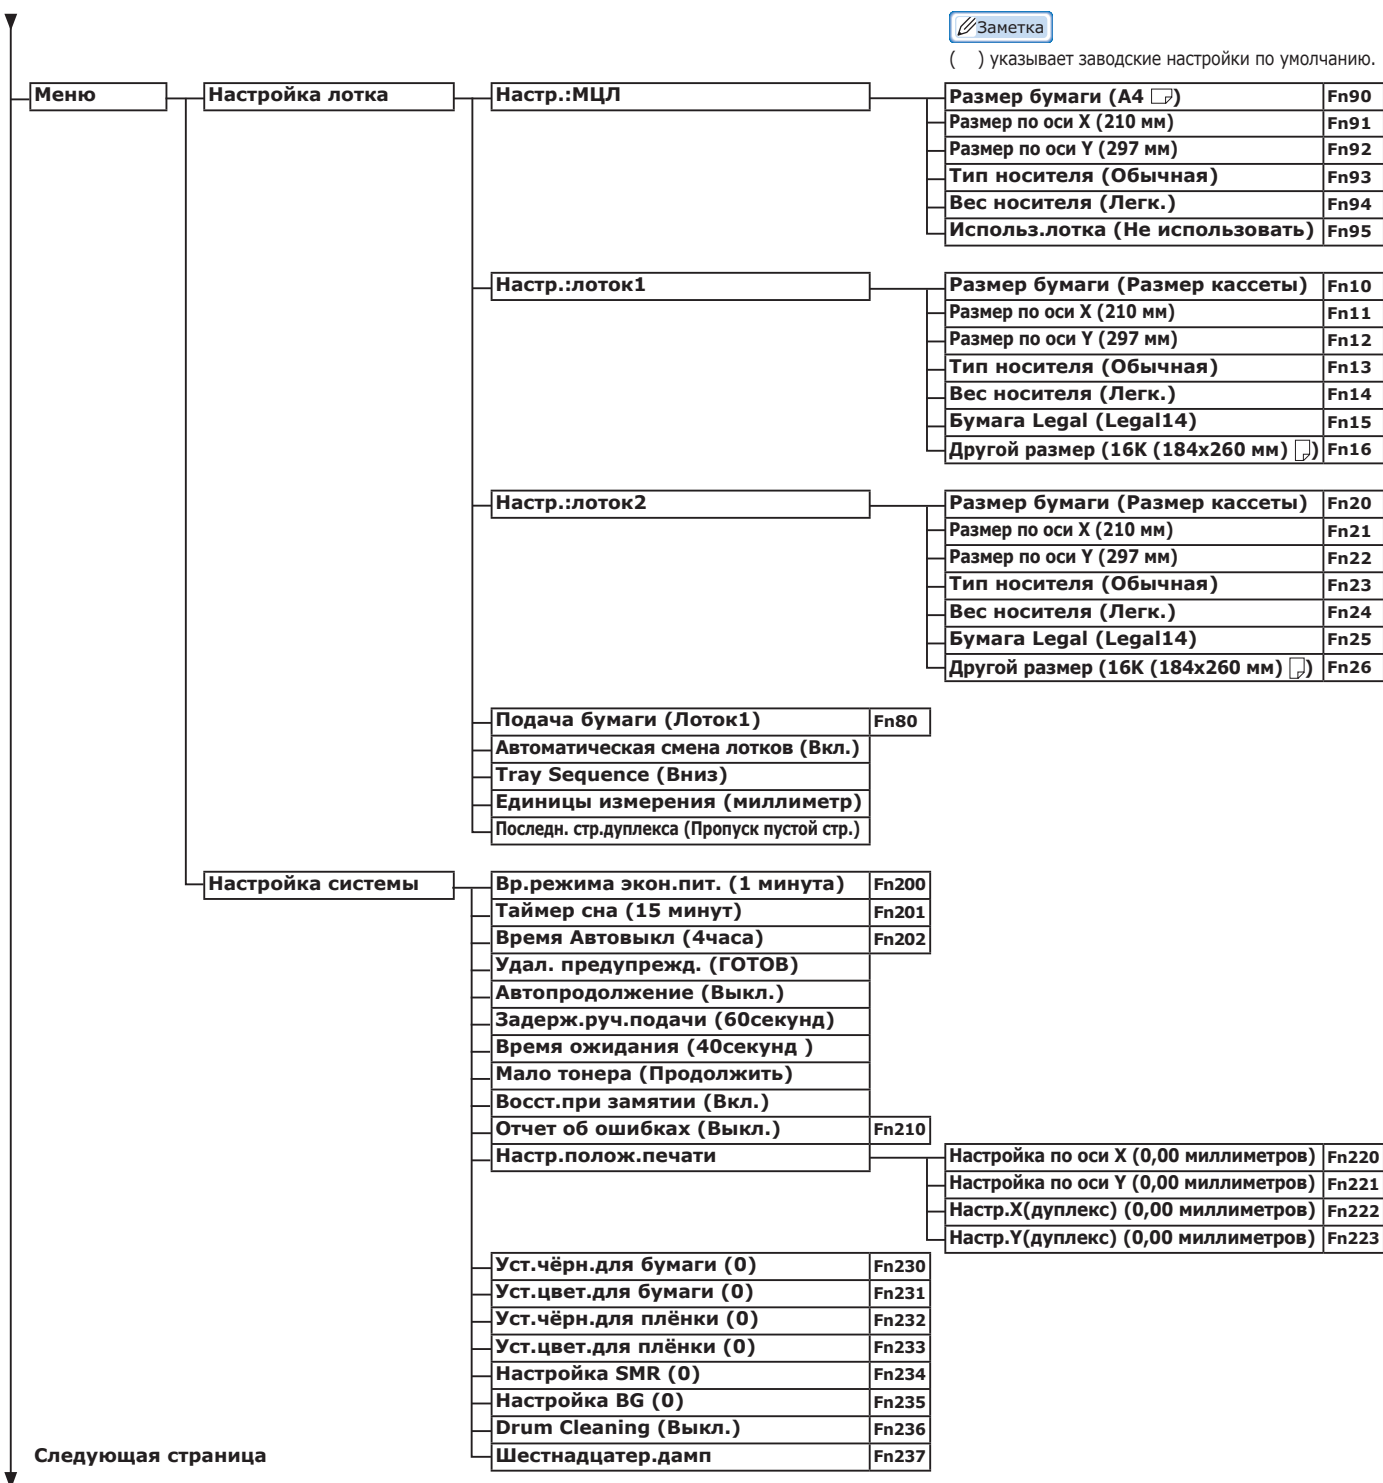 Заметка
( ) указывает заводские настройки по умолчанию.
Меню
Настройка лотка
Настр.:МЦЛ
Размер бумаги (A4 ) Fn90
Размер по оси X (210 мм) Fn91
Размер по оси Y (297 мм) Fn92
Тип носителя (Обычная) Fn93
Вес носителя (Легк.) Fn94
Использ.лотка (Не использовать) Fn95
Настр.:лоток1
Размер бумаги (Размер кассеты) Fn10
Размер по оси X (210 мм) Fn11
Размер по оси Y (297 мм) Fn12
Тип носителя (Обычная) Fn13
Вес носителя (Легк.) Fn14
Бумага Legal (Legal14) Fn15
Другой размер (16K (184x260 мм) ) Fn16
Настр.:лоток2
Размер бумаги (Размер кассеты) Fn20
Размер по оси X (210 мм) Fn21
Размер по оси Y (297 мм) Fn22
Тип носителя (Обычная) Fn23
Вес носителя (Легк.) Fn24
Бумага Legal (Legal14) Fn25
Другой размер (16K (184x260 мм) ) Fn26
Подача бумаги (Лоток1) Fn80
Автоматическая смена лотков (Вкл.)
Tray Sequence (Вниз)
Единицы измерения (миллиметр)
Последн. стр.дуплекса (Пропуск пустой стр.)
Настройка системы
Вр.режима экон.пит. (1 минута) Fn200
Таймер сна (15 минут) Fn201
Время Автовыкл (4часа) Fn202
Удал. предупрежд. (ГОТОВ)
Автопродолжение (Выкл.)
Задерж.руч.подачи (60секунд)
Время ожидания (40секунд )
Мало тонера (Продолжить)
Восст.при замятии (Вкл.)
Отчет об ошибках (Выкл.) Fn210
Настр.полож.печати
Настройка по оси X (0,00 миллиметров) Fn220
Настройка по оси Y (0,00 миллиметров) Fn221
Настр.X(дуплекс) (0,00 миллиметров) Fn222
Настр.Y(дуплекс) (0,00 миллиметров) Fn223
Уст.чёрн.для бумаги (0) Fn230
Уст.цвет.для бумаги (0) Fn231
Уст.чёрн.для плёнки (0) Fn232
Уст.цвет.для плёнки (0) Fn233
Настройка SMR (0) Fn234
Настройка BG (0) Fn235
Drum Cleaning (Выкл.) Fn236
Шестнадцатер.дамп Fn237
Следующая страница